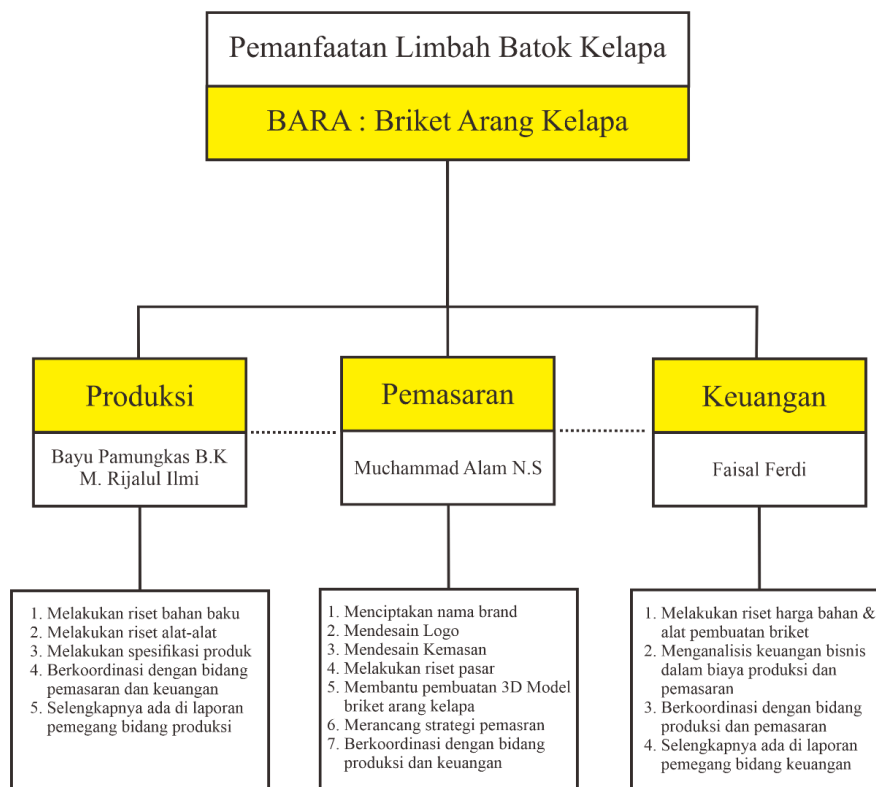 Pemanfaatan Limbah Batok Kelapa
BARA : Briket Arang Kelapa
Produksi
Bayu Pamungkas B.K
M. Rijalul Ilmi
1. Melakukan riset bahan baku
2. Melakukan riset alat-alat
3. Melakukan spesifikasi produk
4. Berkoordinasi dengan bidang
pemasaran dan keuangan
5. Selengkapnya ada di laporan
pemegang bidang produksi
Pemasaran
Muchammad Alam N.S
1. Menciptakan nama brand
2. Mendesain Logo
3. Mendesain Kemasan
4. Melakukan riset pasar
5. Membantu pembuatan 3D Model
briket arang kelapa
6. Merancang strategi pemasran
7. Berkoordinasi dengan bidang
produksi dan keuangan
Keuangan
Faisal Ferdi
1. Melakukan riset harga bahan &
alat pembuatan briket
2. Menganalisis keuangan bisnis
dalam biaya produksi dan
pemasaran
3. Berkoordinasi dengan bidang
produksi dan pemasaran
4. Selengkapnya ada di laporan
pemegang bidang keuangan